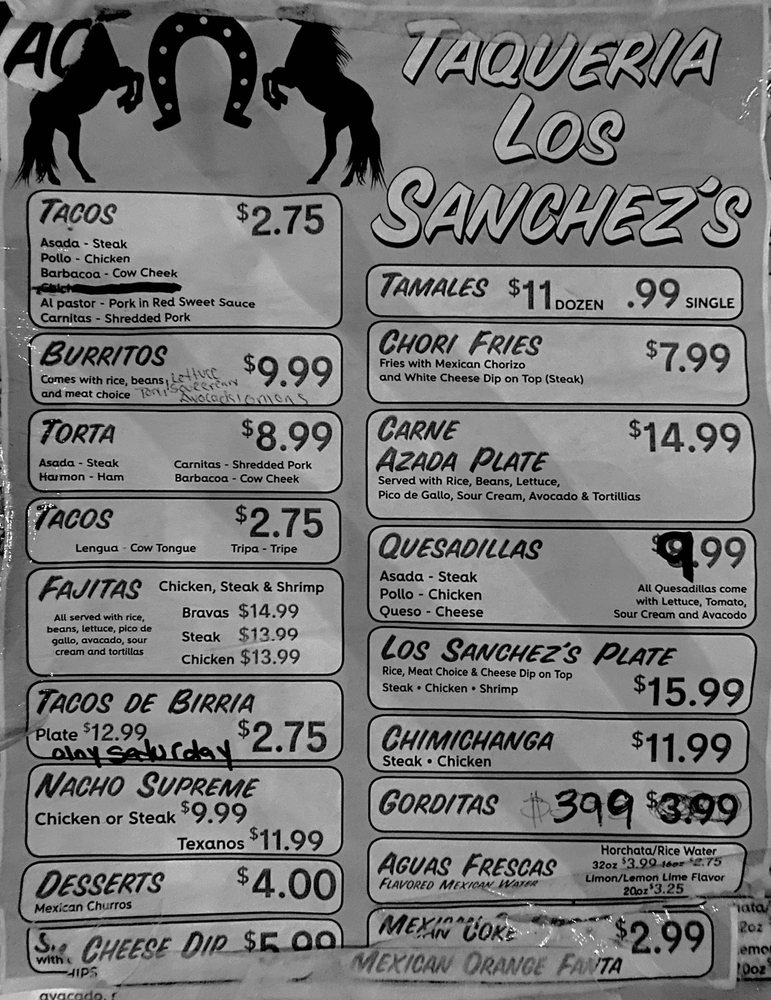 TAQUERIA
LOS
SANCHEZ'S
TACOS $2.75
Asada - Steak
Pollo - Chicken
Barbacoa - Cow Cheek
Al pastor - Pork in Red Sweet Sauce
Carnitas - Shredded Pork
BURRITOS $9.99
Comes with rice, beans, Lettuce
and meat choice
TORTA $8.99
Asada - Steak Carnitas - Shredded Pork
Harmon - Ham Barbacoa - Cow Cheek
TACOS $2.75
Lengua - Cow Tongue Tripa - Tripe
FAJITAS Chicken, Steak & Shrimp
All served with rice,
beans, lettuce, pico de
gallo, avacado, sour
cream and tortillas
Bravas $14.99
Steak $13.99
Chicken $13.99
TACOS DE BIRRIA
Plate $12.99 $2.75
olny saturday
NACHO SUPREME
Chicken or Steak $9.99
Texanos $11.99
DESSERTS $4.00
Mexican Churros
CHEESE DIP
with
avacado,
TAMALES $11 DOZEN .99 SINGLE
CHORI FRIES $7.99
Fries with Mexican Chorizo
and White Cheese Dip on Top (Steak)
CARNE $14.99
AZADA PLATE
Served with Rice, Beans, Lettuce,
Pico de Gallo, Sour Cream, Avocado & Tortillias
QUESADILLAS 9.99
Asada - Steak
Pollo - Chicken
Queso - Cheese
All Quesadillas come
with Lettuce, Tomato,
Sour Cream and Avacodo
LOS SANCHEZ'S PLATE
Rice, Meat Choice & Cheese Dip on Top
Steak • Chicken • Shrimp $15.99
CHIMICHANGA $11.99
Steak • Chicken
GORDITAS $399 $3.99
AGUAS FRESCAS
FLAVORED MEXICAN WATER
Horchata/Rice Water
32oz $3.99 16oz $2.75
Limon/Lemon Lime Flavor
20oz $3.25
MEXICAN COKE $2.99
MEXICAN ORANGE FANTA